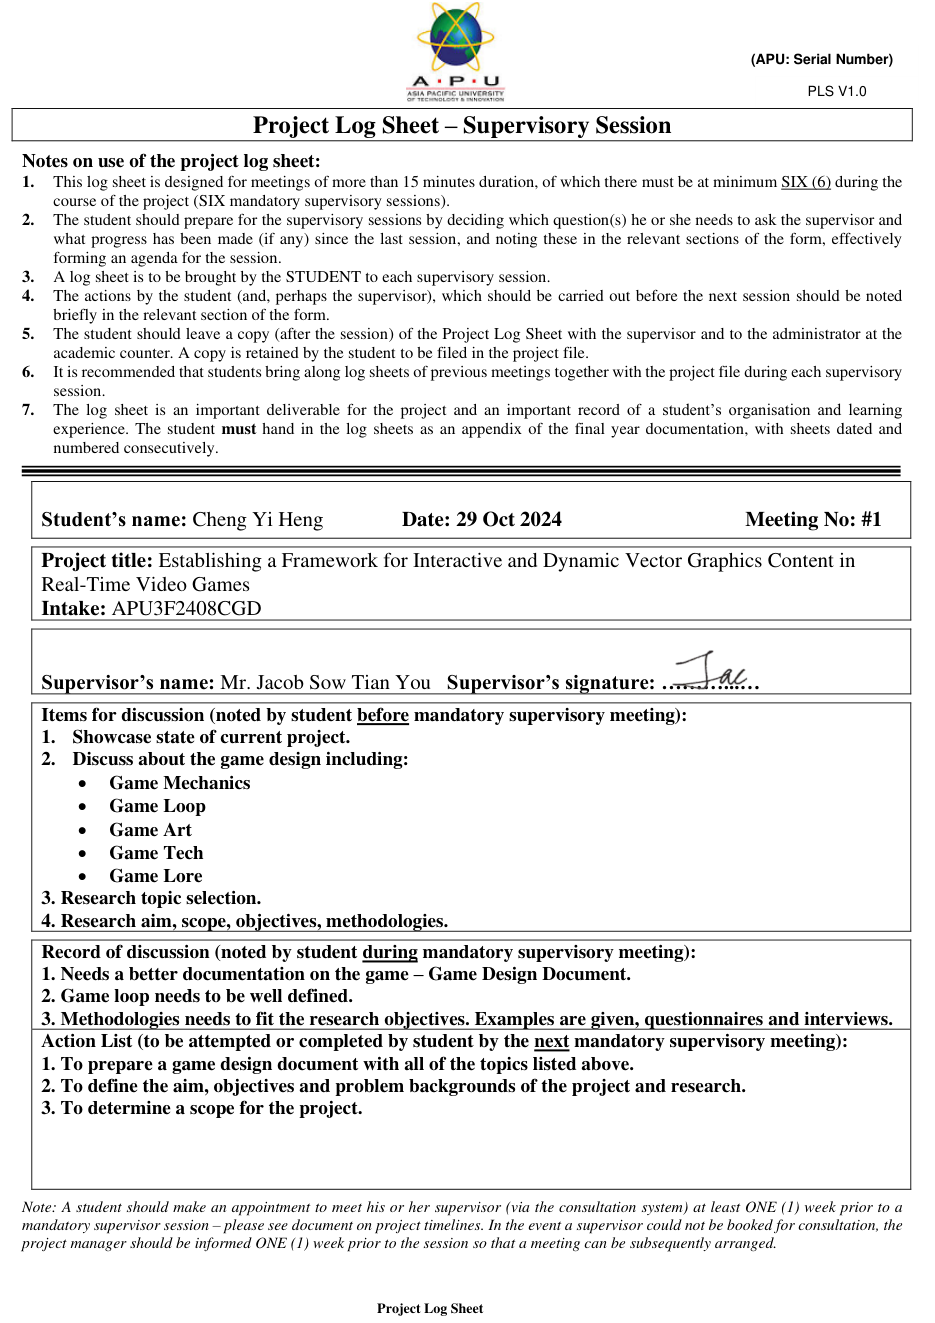 A·P·U
ASIA PACIFIC UNIVERSITY
OF TECHNOLOGY & INNOVATION
(APU: Serial Number)
PLS V1.0
Project Log Sheet – Supervisory Session
Notes on use of the project log sheet:
1. This log sheet is designed for meetings of more than 15 minutes duration, of which there must be at minimum SIX (6) during the
course of the project (SIX mandatory supervisory sessions).
2. The student should prepare for the supervisory sessions by deciding which question(s) he or she needs to ask the supervisor and
what progress has been made (if any) since the last session, and noting these in the relevant sections of the form, effectively
forming an agenda for the session.
3. A log sheet is to be brought by the STUDENT to each supervisory session.
4. The actions by the student (and, perhaps the supervisor), which should be carried out before the next session should be noted
briefly in the relevant section of the form.
5. The student should leave a copy (after the session) of the Project Log Sheet with the supervisor and to the administrator at the
academic counter. A copy is retained by the student to be filed in the project file.
6. It is recommended that students bring along log sheets of previous meetings together with the project file during each supervisory
session.
7. The log sheet is an important deliverable for the project and an important record of a student’s organisation and learning
experience. The student must hand in the log sheets as an appendix of the final year documentation, with sheets dated and
numbered consecutively.
Student’s name: Cheng Yi Heng Date: 29 Oct 2024 Meeting No: #1
Project title: Establishing a Framework for Interactive and Dynamic Vector Graphics Content in
Real-Time Video Games
Intake: APU3F2408CGD
Supervisor’s name: Mr. Jacob Sow Tian You Supervisor’s signature: ………… Jac
Items for discussion (noted by student before mandatory supervisory meeting):
1. Showcase state of current project.
2. Discuss about the game design including:
• Game Mechanics
• Game Loop
• Game Art
• Game Tech
• Game Lore
3. Research topic selection.
4. Research aim, scope, objectives, methodologies.
Record of discussion (noted by student during mandatory supervisory meeting):
1. Needs a better documentation on the game – Game Design Document.
2. Game loop needs to be well defined.
3. Methodologies needs to fit the research objectives. Examples are given, questionnaires and interviews.
Action List (to be attempted or completed by student by the next mandatory supervisory meeting):
1. To prepare a game design document with all of the topics listed above.
2. To define the aim, objectives and problem backgrounds of the project and research.
3. To determine a scope for the project.
Note: A student should make an appointment to meet his or her supervisor (via the consultation system) at least ONE (1) week prior to a
mandatory supervisor session – please see document on project timelines. In the event a supervisor could not be booked for consultation, the
project manager should be informed ONE (1) week prior to the session so that a meeting can be subsequently arranged.
Project Log Sheet